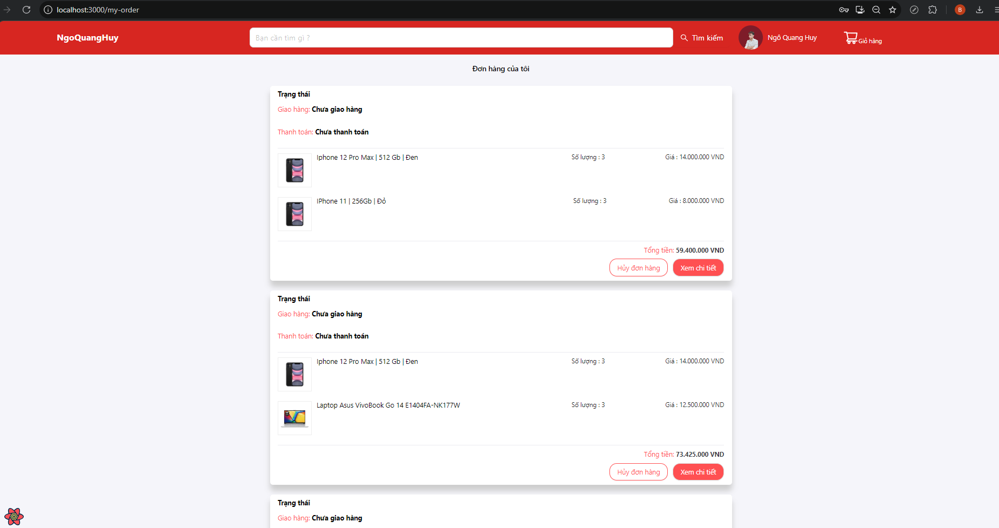 localhost:3000/my-order
B
NgoQuangHuy
Bạn cần tìm gì ?
Tìm kiếm
Ngô Quang Huy
Giỏ hàng
Đơn hàng của tôi
Trạng thái
Giao hàng: Chưa giao hàng
Thanh toán: Chưa thanh toán
Iphone 12 Pro Max | 512 Gb | Đen Số lượng : 3 Giá : 14.000.000 VND
IPhone 11 | 256Gb | Đỏ Số lượng : 3 Giá : 8.000.000 VND
Tổng tiền: 59.400.000 VND
Hủy đơn hàng Xem chi tiết
Trạng thái
Giao hàng: Chưa giao hàng
Thanh toán: Chưa thanh toán
Iphone 12 Pro Max | 512 Gb | Đen Số lượng : 3 Giá : 14.000.000 VND
Laptop Asus VivoBook Go 14 E1404FA-NK177W Số lượng : 3 Giá : 12.500.000 VND
Tổng tiền: 73.425.000 VND
Hủy đơn hàng Xem chi tiết
Trạng thái
Giao hàng: Chưa giao hàng